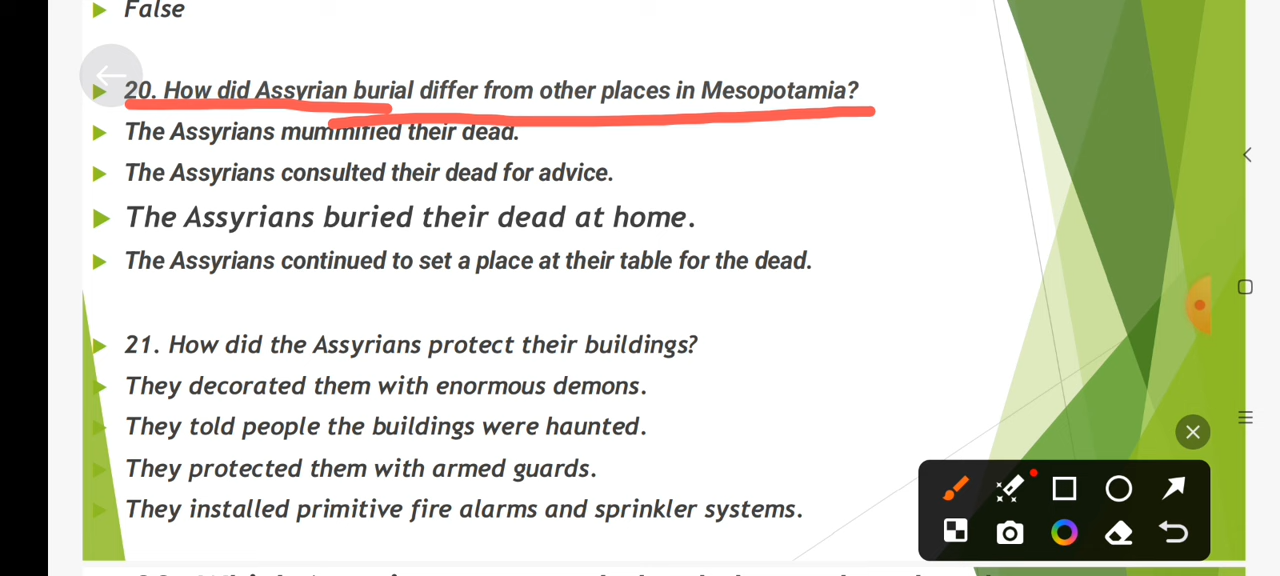 False
20. How did Assyrian burial differ from other places in Mesopotamia?
The Assyrians mummified their dead.
The Assyrians consulted their dead for advice.
The Assyrians buried their dead at home.
The Assyrians continued to set a place at their table for the dead.
21. How did the Assyrians protect their buildings?
They decorated them with enormous demons.
They told people the buildings were haunted.
They protected them with armed guards.
They installed primitive fire alarms and sprinkler systems.